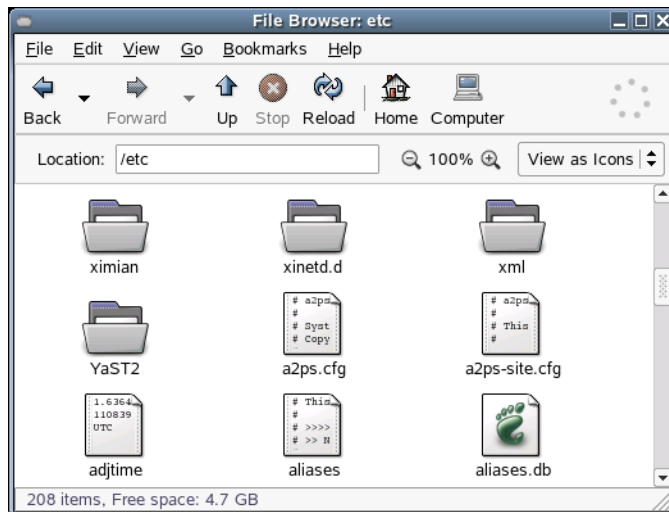 File Browser: etc
File Edit View Go Bookmarks Help
Back Forward Up Stop Reload Home Computer
Location: /etc 100% View as Icons
ximian xinetd.d xml
# a2ps
#
# Syst
# Copy
# a2ps
#
# This
#
YaST2 a2ps.cfg a2ps-site.cfg
1.6364
110839
UTC
# This
#
# >>>>
# >> N
adjtime aliases aliases.db
208 items, Free space: 4.7 GB